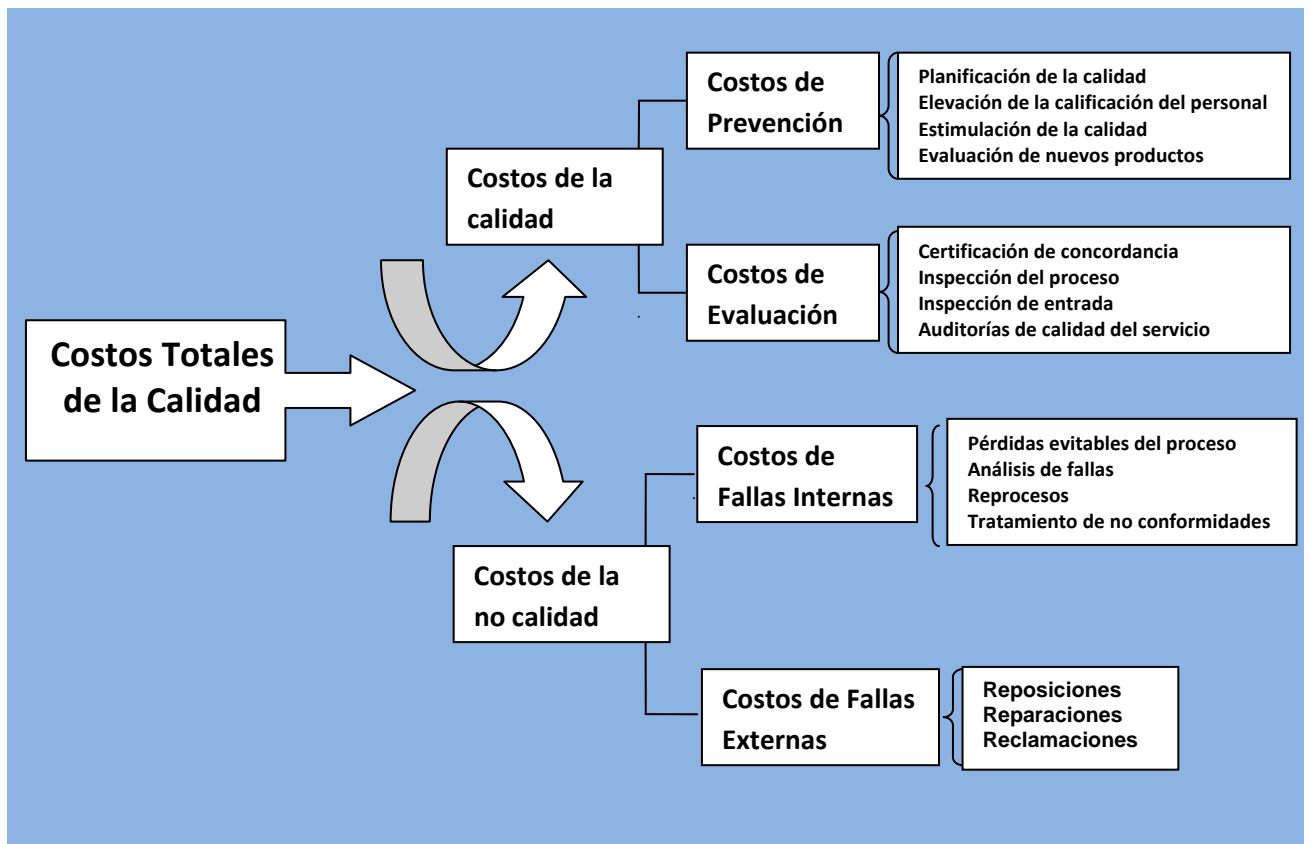 Costos Totales
de la Calidad
Costos de la
calidad
Costos de
Prevención
Planificación de la calidad
Elevación de la calificación del personal
Estimulación de la calidad
Evaluación de nuevos productos
Costos de
Evaluación
Certificación de concordancia
Inspección del proceso
Inspección de entrada
Auditorías de calidad del servicio
Costos de la
no calidad
Costos de
Fallas Internas
Pérdidas evitables del proceso
Análisis de fallas
Reprocesos
Tratamiento de no conformidades
Costos de Fallas
Externas
Reposiciones
Reparaciones
Reclamaciones